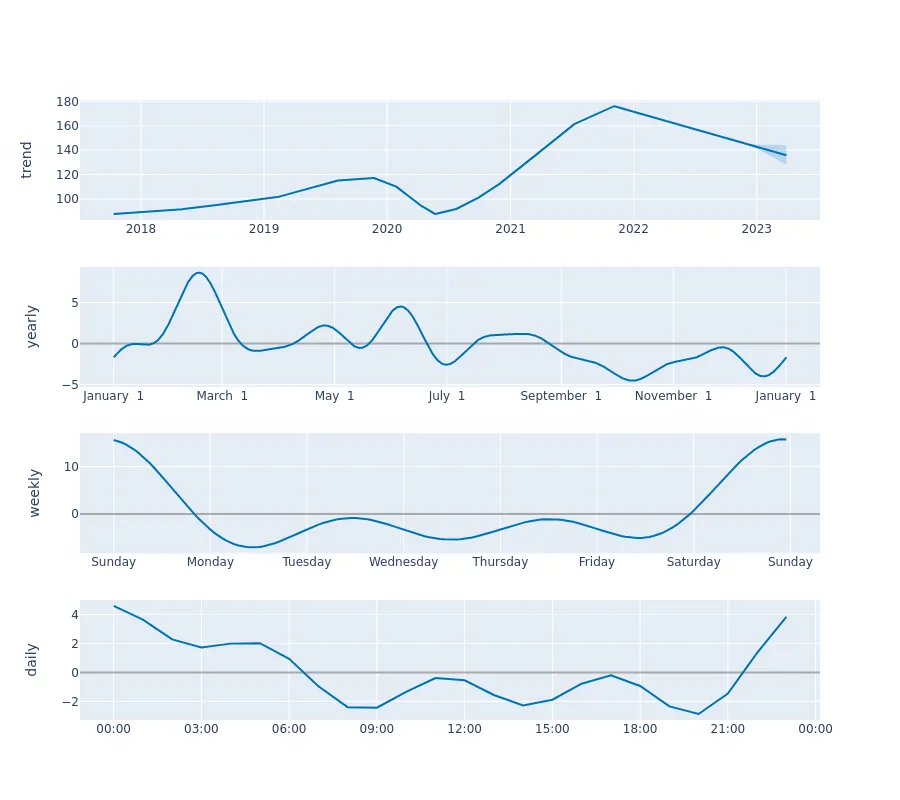 trend
180
160
140
120
100
2018 2019 2020 2021 2022 2023
yearly
5
0
−5
January 1 March 1 May 1 July 1 September 1 November 1 January 1
weekly
10
0
Sunday Monday Tuesday Wednesday Thursday Friday Saturday Sunday
daily
4
2
0
−2
00:00 03:00 06:00 09:00 12:00 15:00 18:00 21:00 00:00